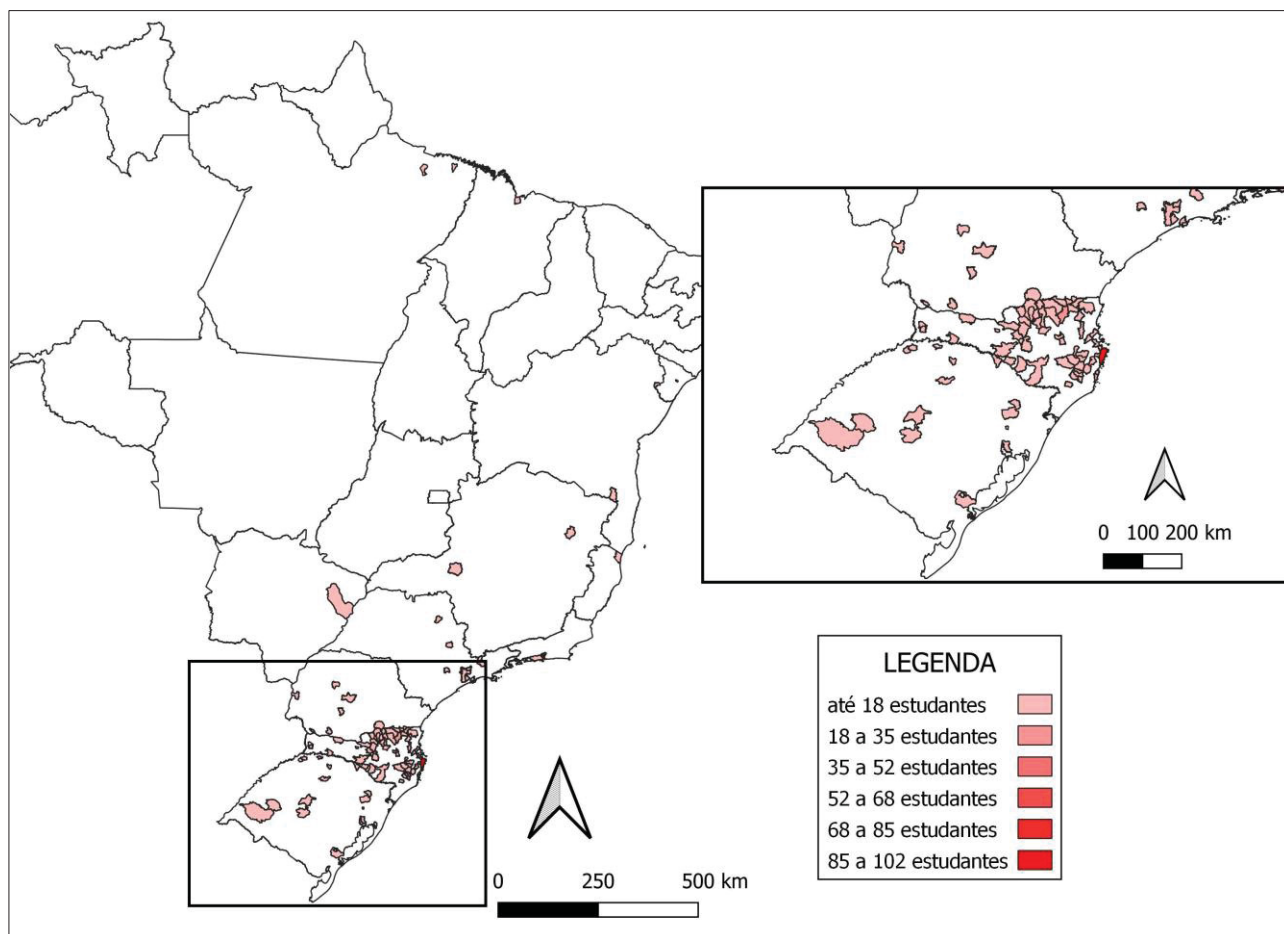 0 100 200 km
LEGENDA
até 18 estudantes
18 a 35 estudantes
35 a 52 estudantes
52 a 68 estudantes
68 a 85 estudantes
85 a 102 estudantes
0 250 500 km